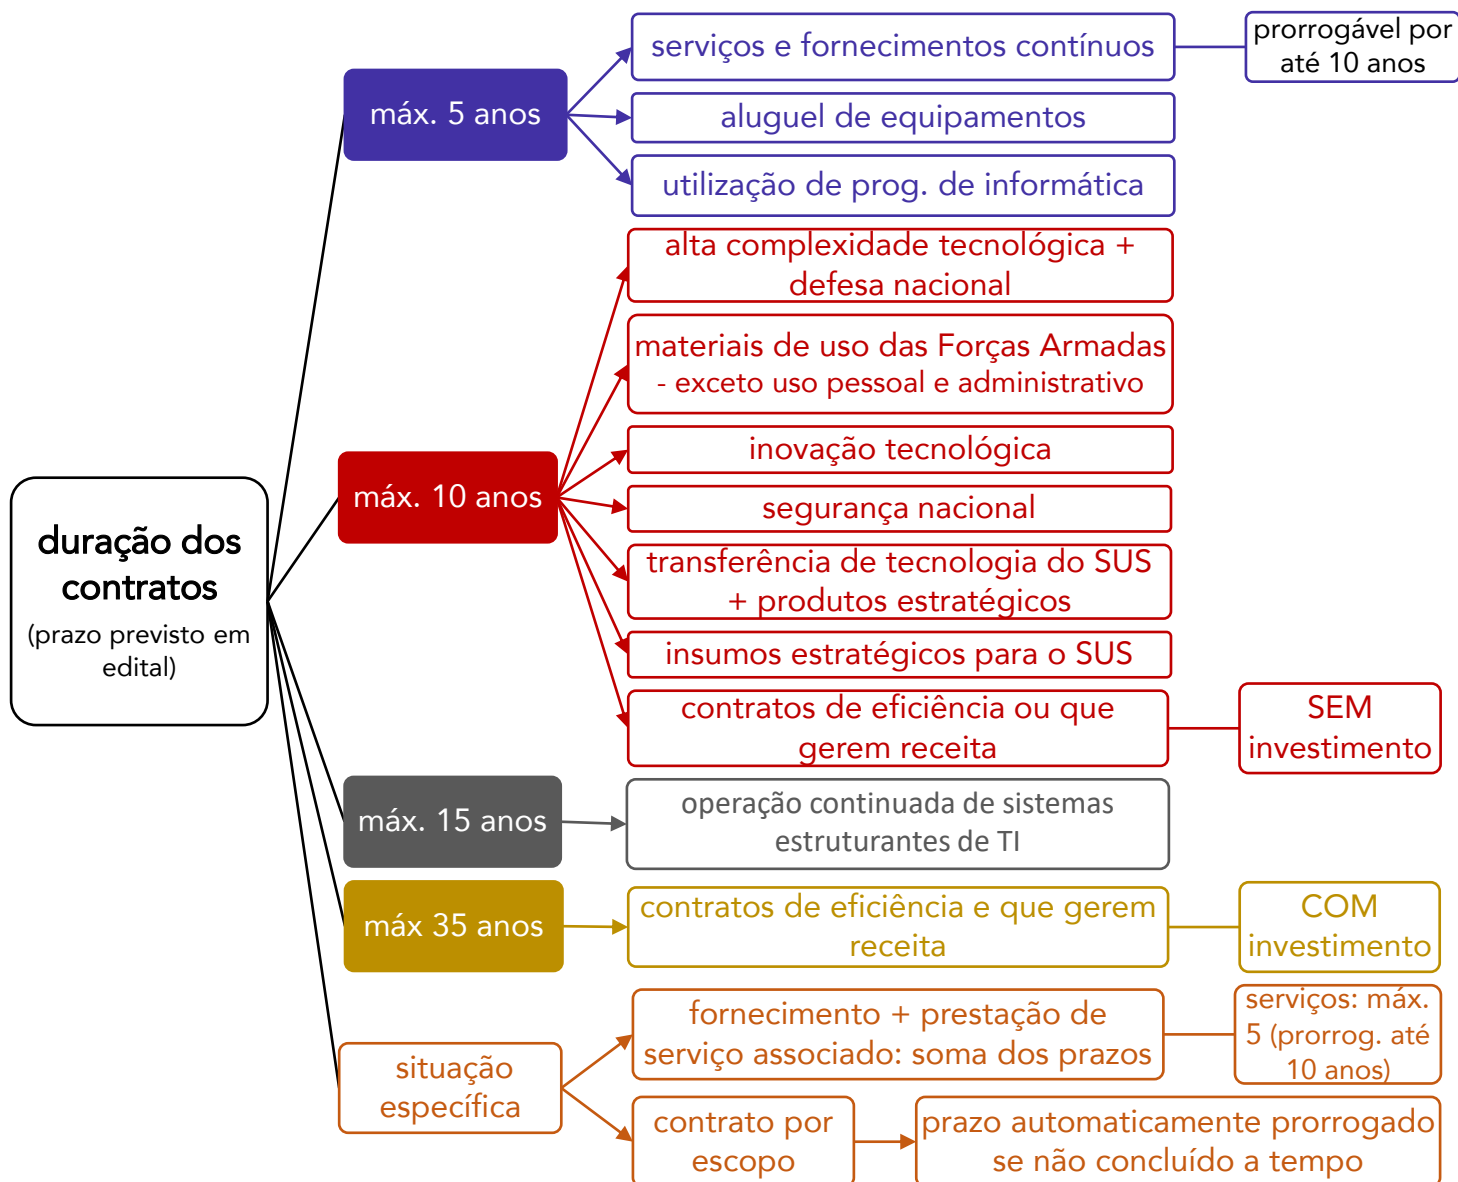 duração dos
contratos
(prazo previsto em
edital)
máx. 5 anos
serviços e fornecimentos contínuos
prorrogável por
até 10 anos
aluguel de equipamentos
utilização de prog. de informática
máx. 10 anos
alta complexidade tecnológica +
defesa nacional
materiais de uso das Forças Armadas
- exceto uso pessoal e administrativo
inovação tecnológica
segurança nacional
transferência de tecnologia do SUS
+ produtos estratégicos
insumos estratégicos para o SUS
contratos de eficiência ou que
gerem receita
SEM
investimento
máx. 15 anos
operação continuada de sistemas
estruturantes de TI
máx 35 anos
contratos de eficiência e que gerem
receita
COM
investimento
situação
específica
fornecimento + prestação de
serviço associado: soma dos prazos
serviços: máx.
5 (prorrog. até
10 anos)
contrato por
escopo
prazo automaticamente prorrogado
se não concluído a tempo